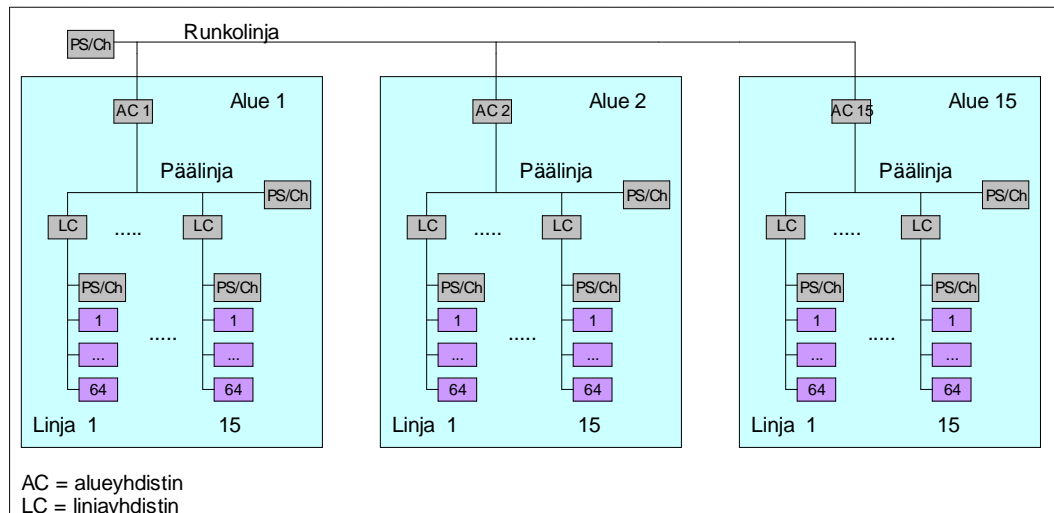 Runkolinja
PS/Ch
Alue 1 Alue 2 Alue 15
AC 1 AC 2 AC 15
Päälinja Päälinja Päälinja
PS/Ch PS/Ch PS/Ch
LC ..... LC LC ..... LC LC ..... LC
PS/Ch PS/Ch PS/Ch PS/Ch PS/Ch PS/Ch
1 1 1 1 1 1
..... ..... .....
... ... ... ... ... ...
64 64 64 64 64 64
Linja 1 15 Linja 1 15 Linja 1 15
AC = alueyhdistin
LC = linjayhdistin